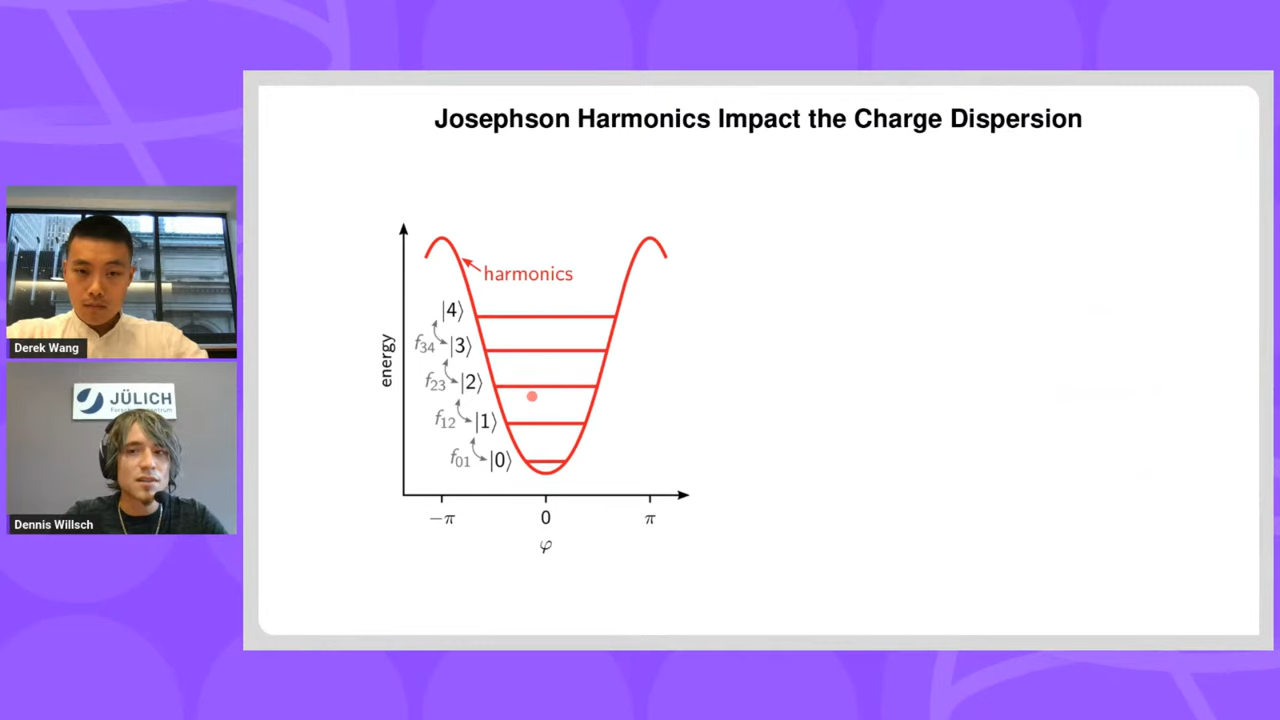 Josephson Harmonics Impact the Charge Dispersion
harmonics
energy
|4⟩
f34
|3⟩
f23
|2⟩
f12
|1⟩
f01
|0⟩
−π
0
π
φ
Derek Wang
JÜLICH
Forschungszentrum
Dennis Willsch